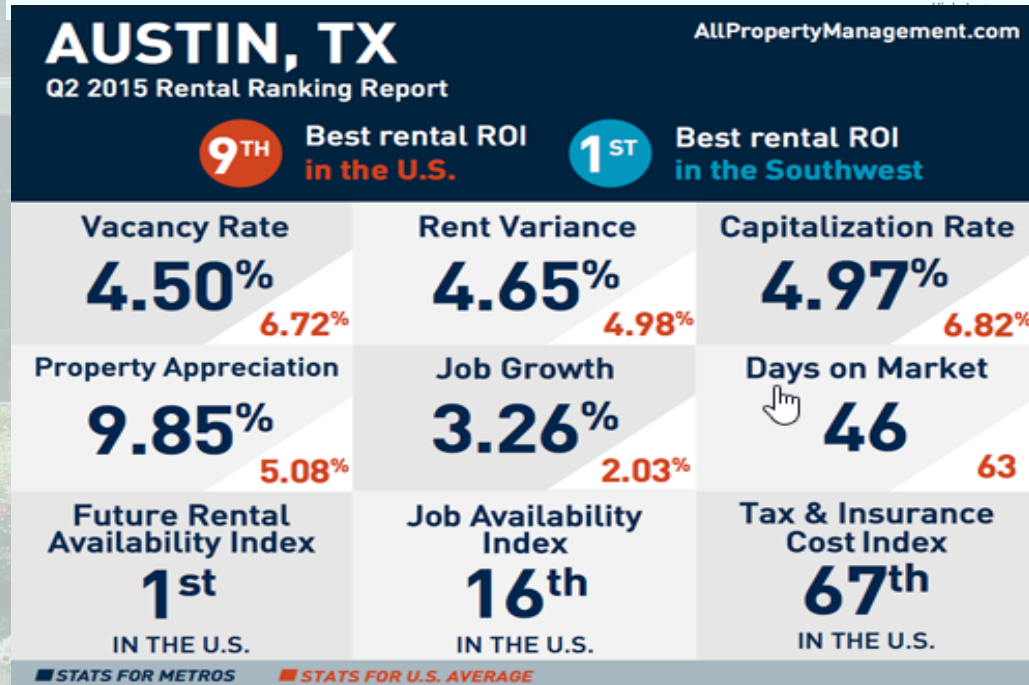 AUSTIN, TX
AllPropertyManagement.com
Q2 2015 Rental Ranking Report
9TH
Best rental ROI
in the U.S.
1ST
Best rental ROI
in the Southwest
Vacancy Rate
4.50%
6.72%
Rent Variance
4.65%
4.98%
Capitalization Rate
4.97%
6.82%
Property Appreciation
9.85%
5.08%
Job Growth
3.26%
2.03%
Days on Market
46
63
Future Rental
Availability Index
1st
IN THE U.S.
Job Availability
Index
16th
IN THE U.S.
Tax & Insurance
Cost Index
67th
IN THE U.S.
STATS FOR METROS
STATS FOR U.S. AVERAGE